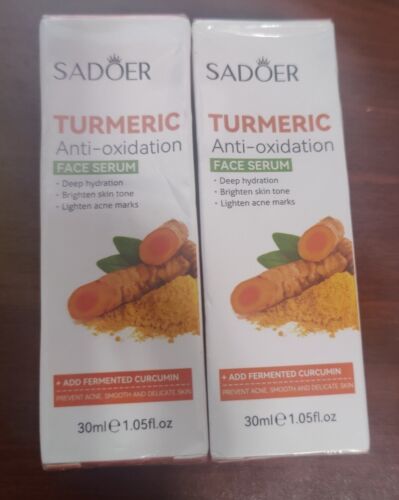 SADOER
TURMERIC
Anti-oxidation
FACE SERUM
· Deep hydration
· Brighten skin tone
· Lighten acne marks
+ ADD FERMENTED CURCUMIN
PREVENT ACNE, SMOOTH AND DELICATE SKIN
30ml℮1.05fl.oz
SADOER
TURMERIC
Anti-oxidation
FACE SERUM
· Deep hydration
· Brighten skin tone
· Lighten acne marks
+ ADD FERMENTED CURCUMIN
PREVENT ACNE, SMOOTH AND DELICATE SKIN
30ml℮1.05fl.oz